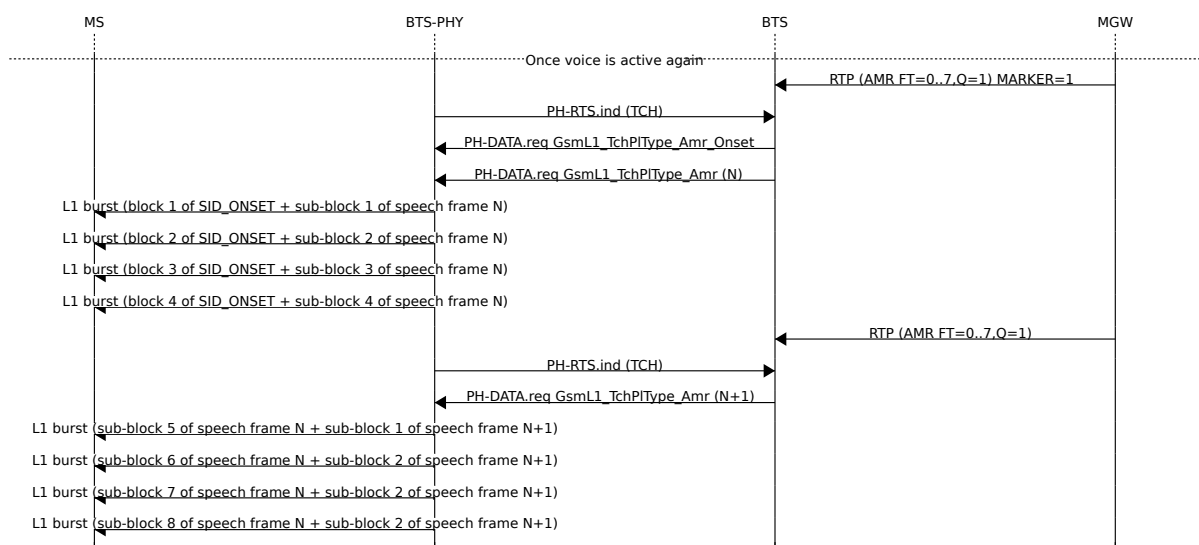 MS BTS-PHY BTS MGW
Once voice is active again
RTP (AMR FT=0..7,Q=1) MARKER=1
PH-RTS.ind (TCH)
PH-DATA.req GsmL1_TchPlType_Amr_Onset
PH-DATA.req GsmL1_TchPlType_Amr (N)
L1 burst (block 1 of SID_ONSET + sub-block 1 of speech frame N)
L1 burst (block 2 of SID_ONSET + sub-block 2 of speech frame N)
L1 burst (block 3 of SID_ONSET + sub-block 3 of speech frame N)
L1 burst (block 4 of SID_ONSET + sub-block 4 of speech frame N)
RTP (AMR FT=0..7,Q=1)
PH-RTS.ind (TCH)
PH-DATA.req GsmL1_TchPlType_Amr (N+1)
L1 burst (sub-block 5 of speech frame N + sub-block 1 of speech frame N+1)
L1 burst (sub-block 6 of speech frame N + sub-block 2 of speech frame N+1)
L1 burst (sub-block 7 of speech frame N + sub-block 2 of speech frame N+1)
L1 burst (sub-block 8 of speech frame N + sub-block 2 of speech frame N+1)